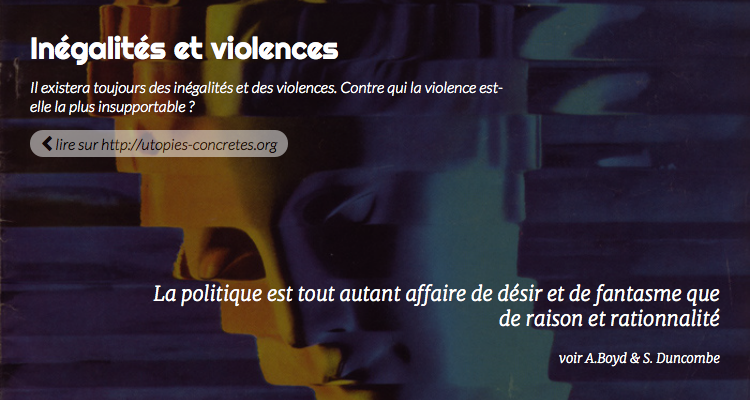 Inégalités et violences
Il existera toujours des inégalités et des violences. Contre qui la violence est-
elle la plus insupportable ?
lire sur http://utopies-concretes.org
La politique est tout autant affaire de désir et de fantasme que
de raison et rationnalité
voir A.Boyd & S. Duncombe